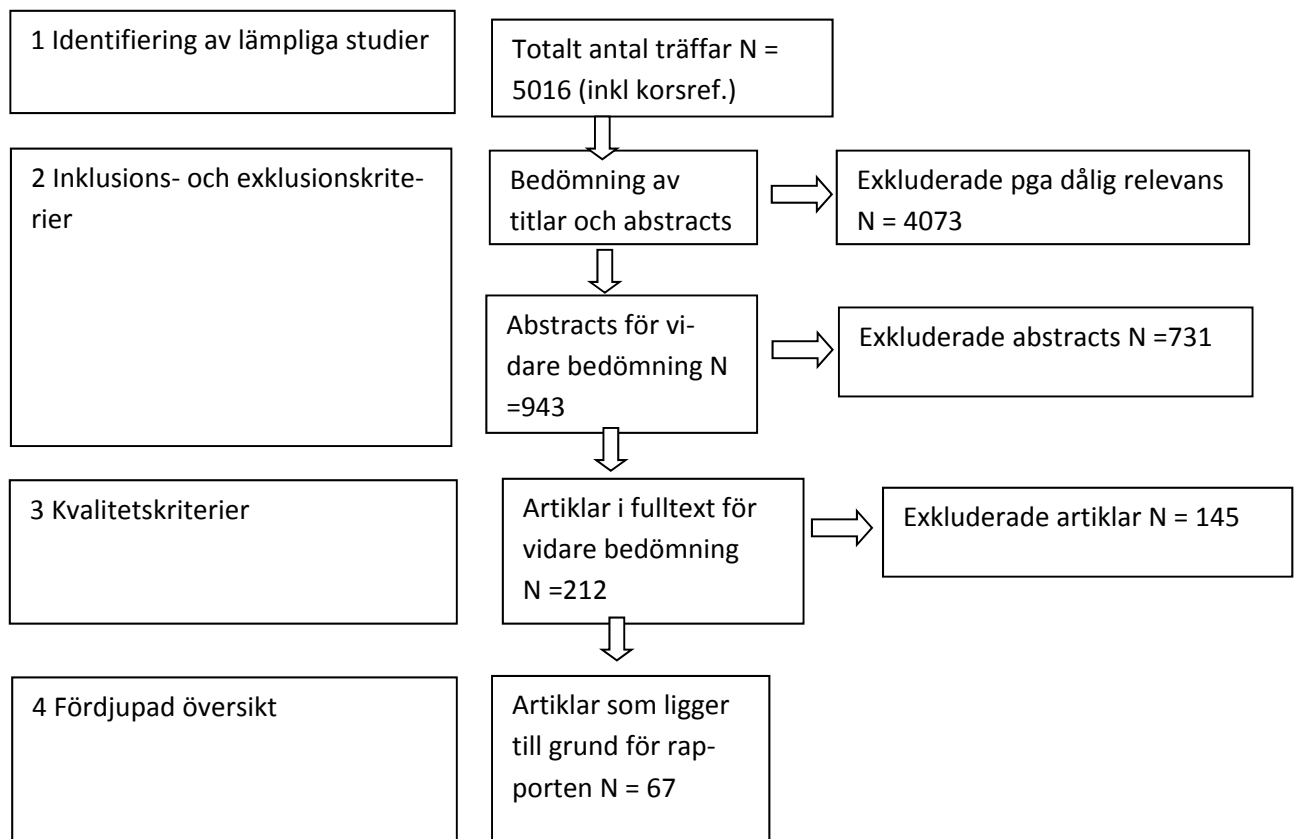 1 Identifiering av lämpliga studier
Totalt antal träffar N =
5016 (inkl korsref.)
2 Inklusions- och exklusionskrite-
rier
Bedömning av
titlar och abstracts
Exkluderade pga dålig relevans
N = 4073
Abstracts för vi-
dare bedömning N
=943
Exkluderade abstracts N =731
3 Kvalitetskriterier
Artiklar i fulltext för
vidare bedömning
N =212
Exkluderade artiklar N = 145
4 Fördjupad översikt
Artiklar som ligger
till grund för rap-
porten N = 67